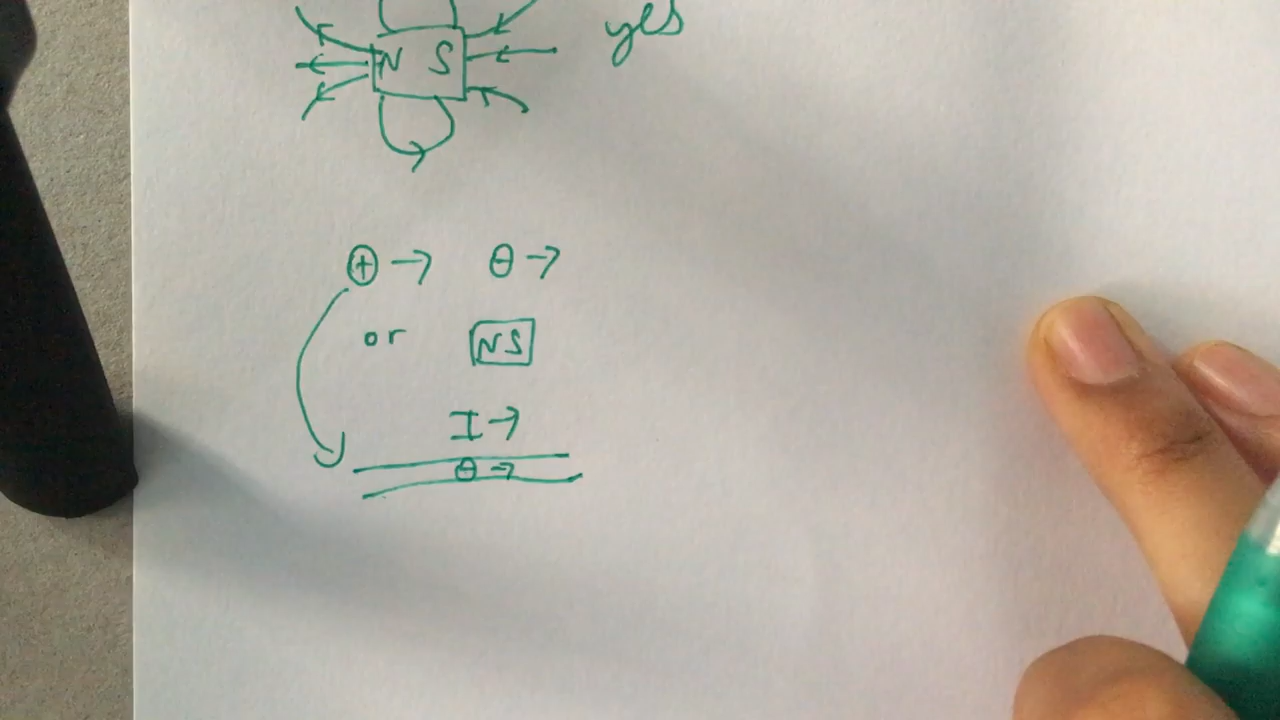 yes
N S
⊕→ ⊖→
or NS
I→
⊖→